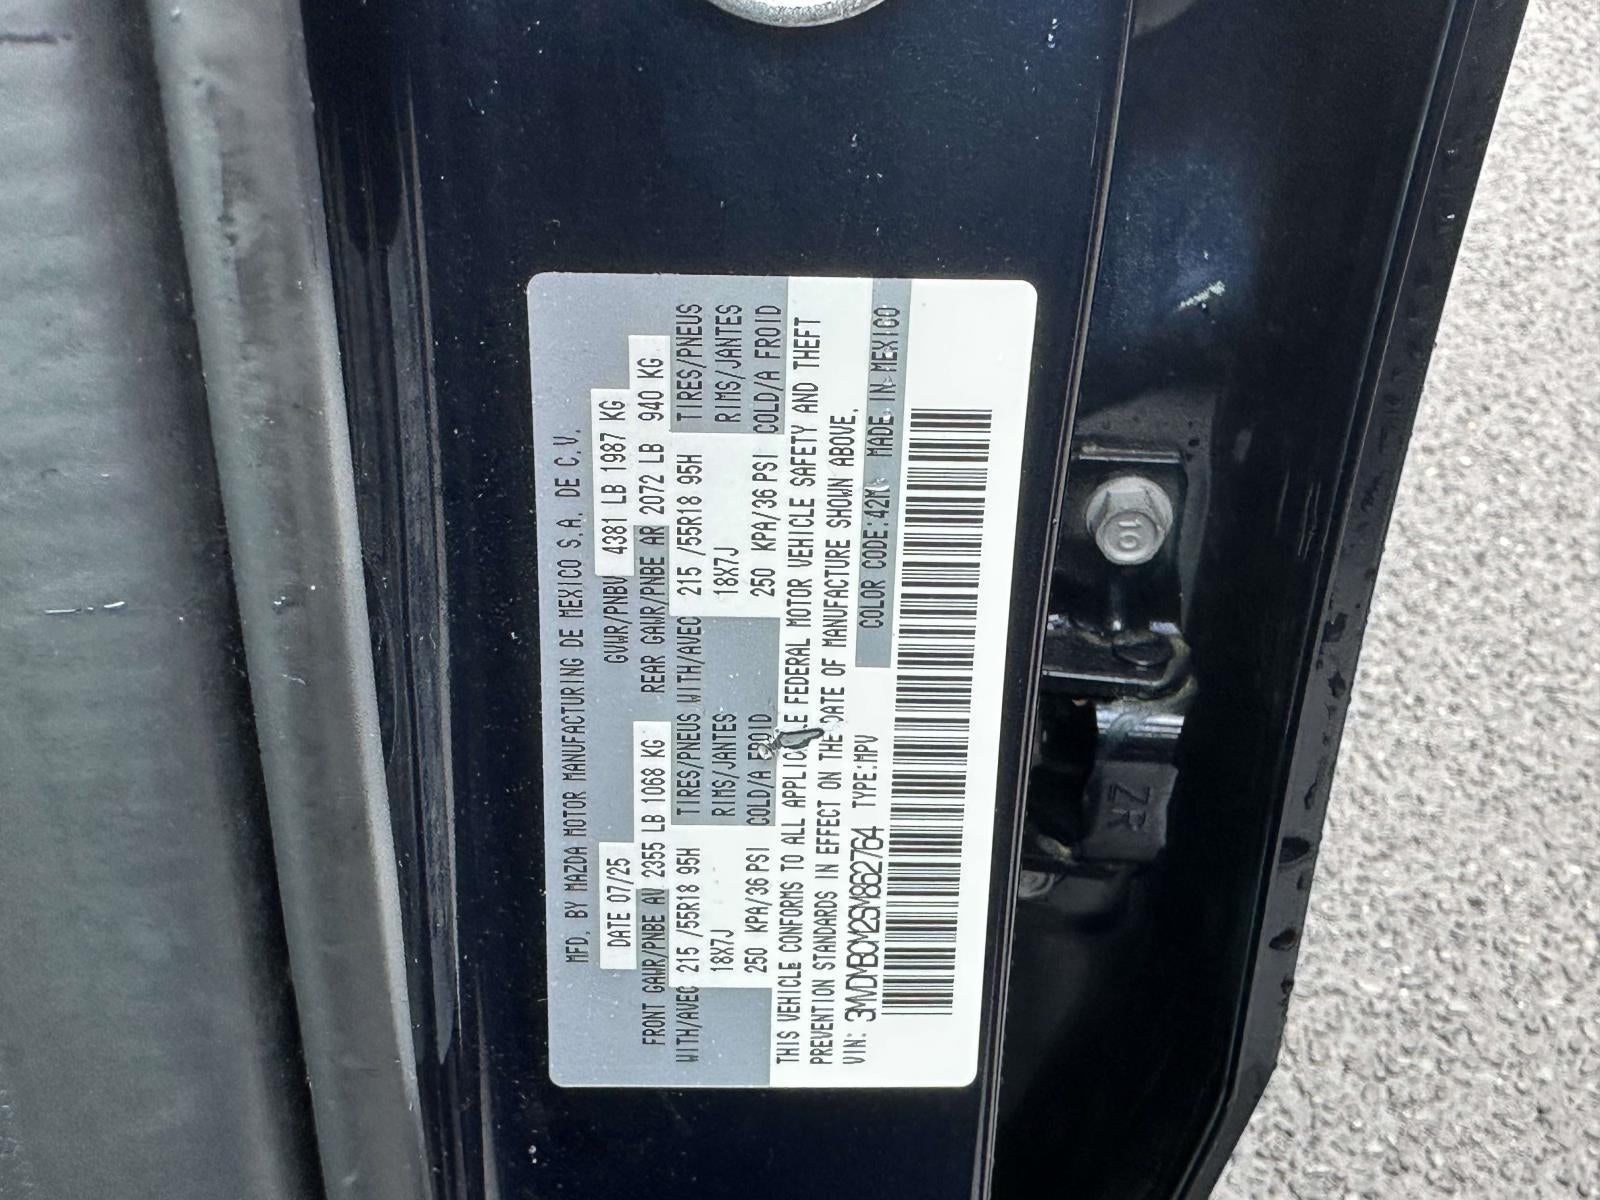 MFD. BY MAZDA MOTOR MANUFACTURING DE MEXICO S.A. DE C.V.
DATE 07/25 GVWR/PNBV 4381 LB 1987 KG
FRONT GAWR/PNBE AV 2355 LB 1068 KG REAR GAWR/PNBE AR 2072 LB 940 KG
WITH/AVEC 215 /55R18 95H TIRES/PNEUS WITH/AVEC 215 /55R18 95H TIRES/PNEUS
18X7J RIMS/JANTES 18X7J RIMS/JANTES
250 KPA/36 PSI COLD/A FROID 250 KPA/36 PSI COLD/A FROID
THIS VEHICLE CONFORMS TO ALL APPLICABLE FEDERAL MOTOR VEHICLE SAFETY AND THEFT
PREVENTION STANDARDS IN EFFECT ON THE DATE OF MANUFACTURE SHOWN ABOVE.
VIN: 3MVDMBCM2SM862764 TYPE:MPV COLOR CODE:42M MADE IN MEXICO
10
ZR